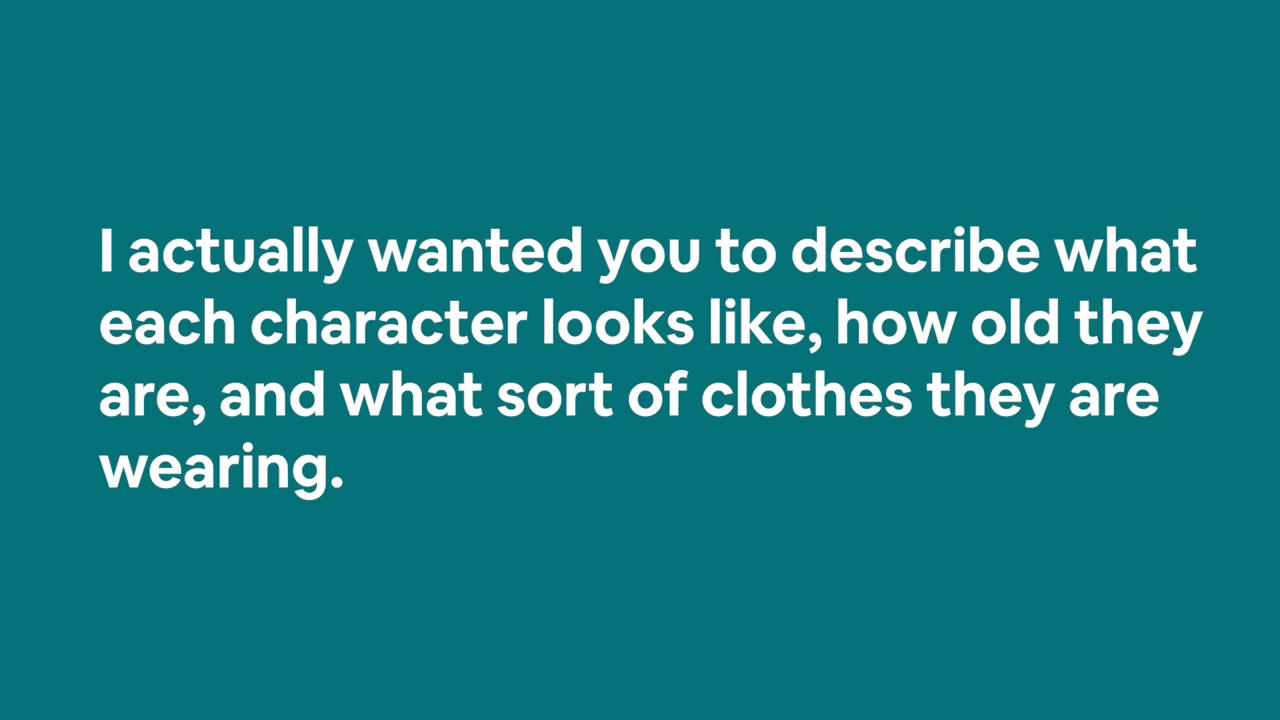 I actually wanted you to describe what
each character looks like, how old they
are, and what sort of clothes they are
wearing.